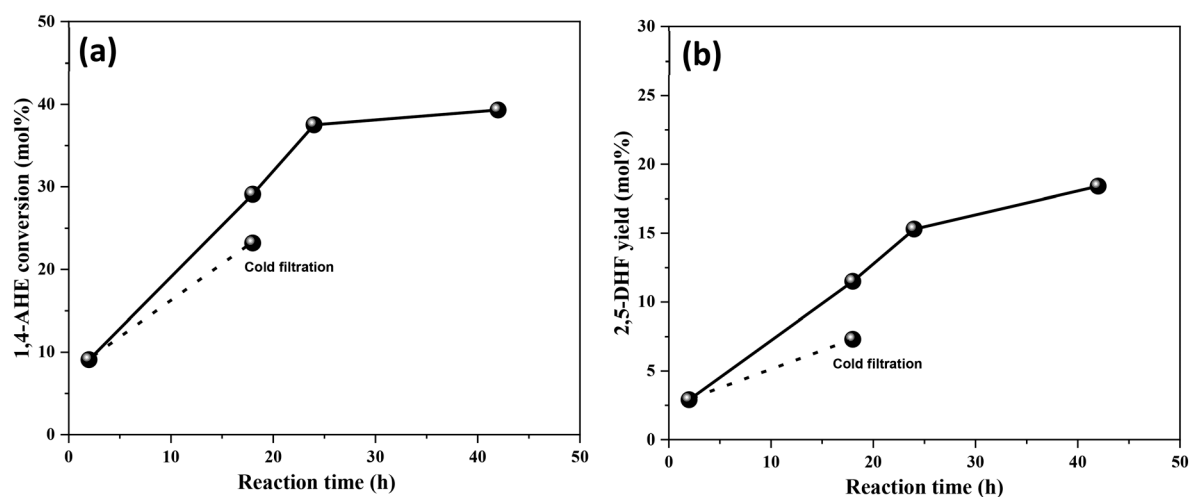 (a)
50
40
30
20
10
0
1,4-AHE conversion (mol%)
Cold filtration
0 10 20 30 40 50
Reaction time (h)
(b)
30
25
20
15
10
5
0
2,5-DHF yield (mol%)
Cold filtration
0 10 20 30 40 50
Reaction time (h)